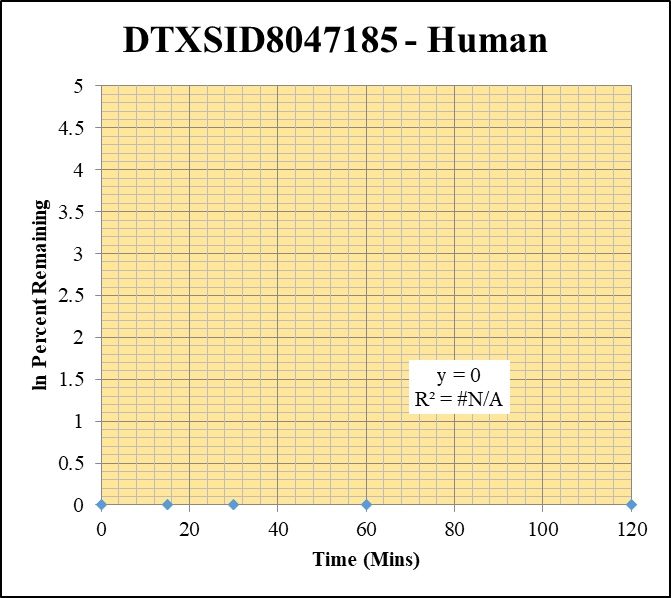 DTXSID8047185 - Human
5
4.5
4
3.5
3
2.5
2
1.5
1
0.5
0
ln Percent Remaining
y = 0
R² = #N/A
0 20 40 60 80 100 120
Time (Mins)